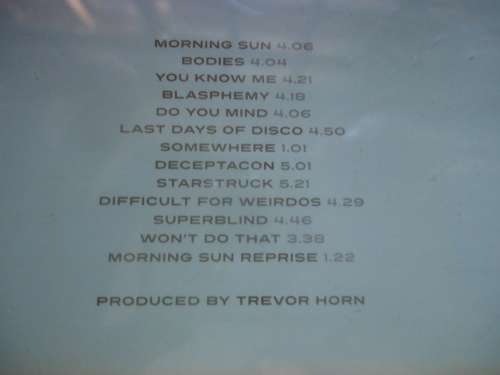 MORNING SUN 4.06
BODIES 4.04
YOU KNOW ME 4.21
BLASPHEMY 4.18
DO YOU MIND 4.06
LAST DAYS OF DISCO 4.50
SOMEWHERE 1.01
DECEPTACON 5.01
STARSTRUCK 5.21
DIFFICULT FOR WEIRDOS 4.29
SUPERBLIND 4.46
WON'T DO THAT 3.38
MORNING SUN REPRISE 1.22
PRODUCED BY TREVOR HORN